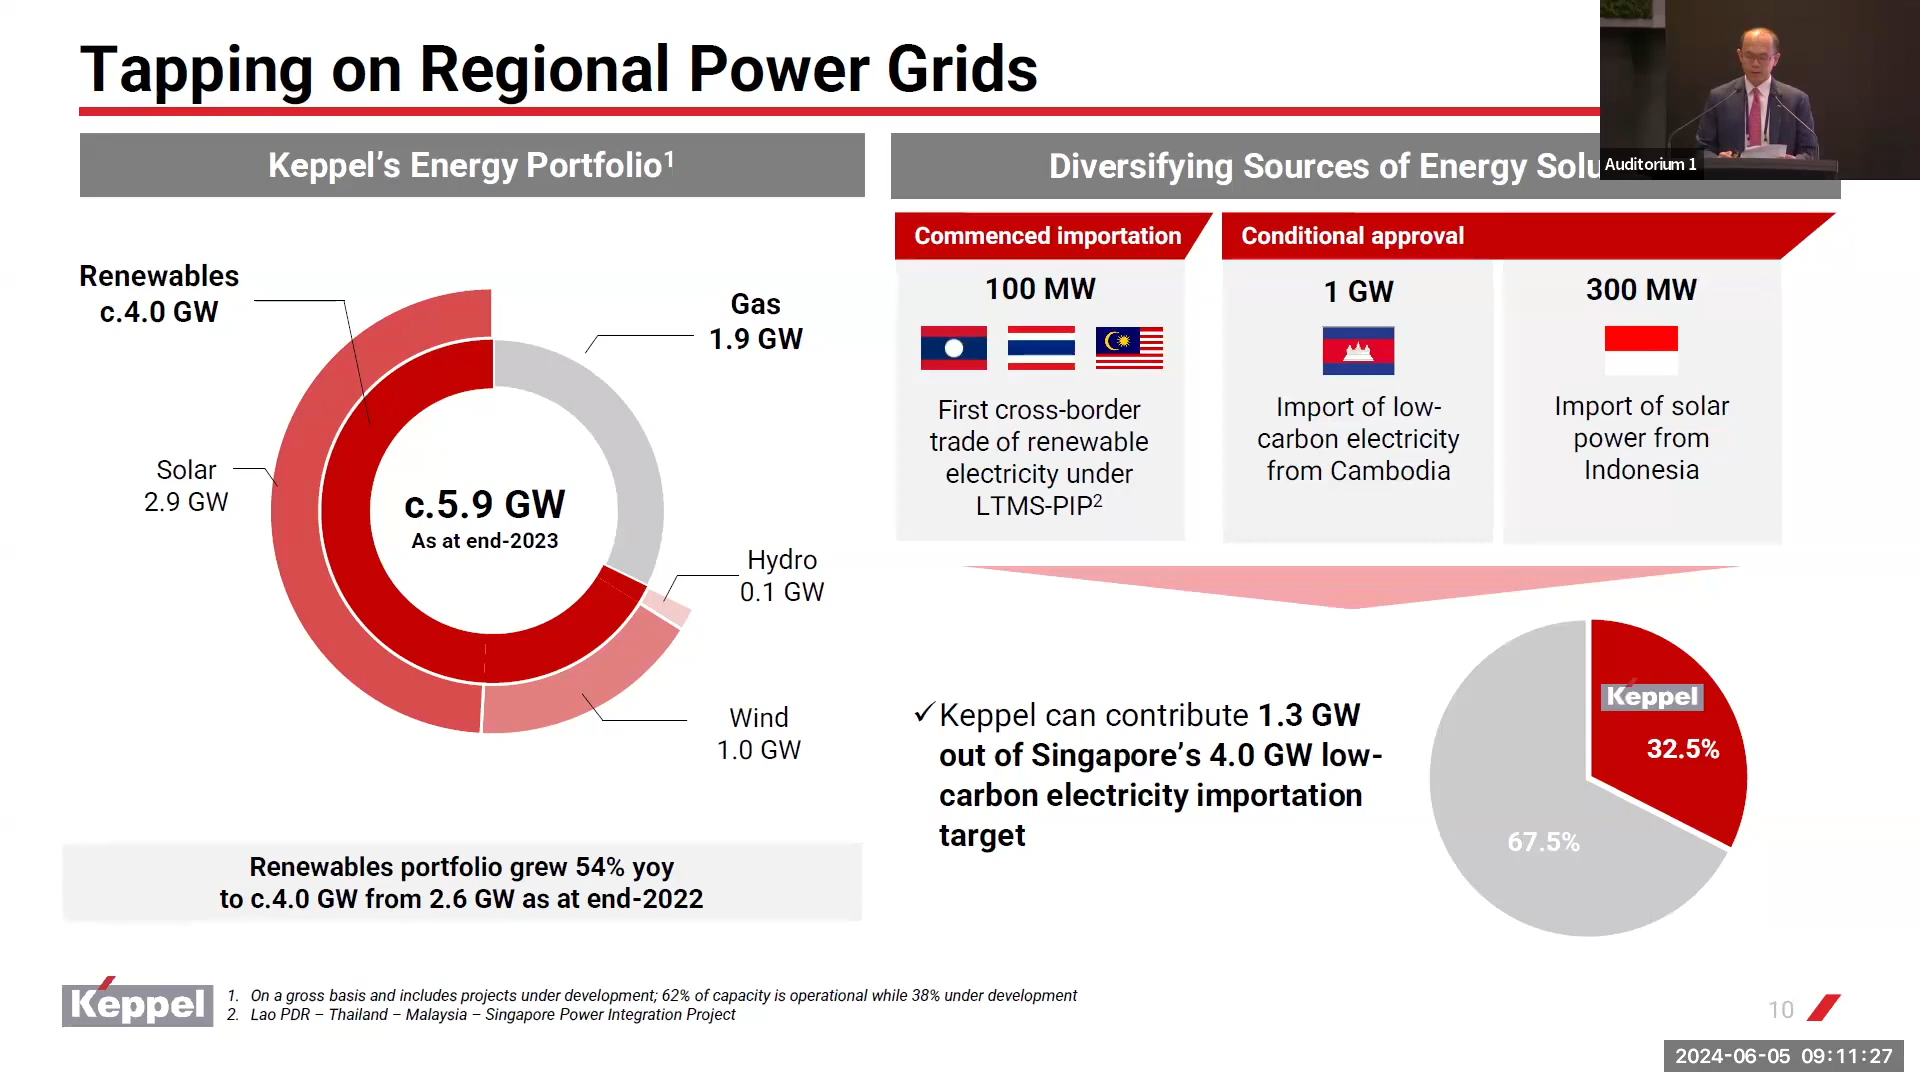 Tapping on Regional Power Grids
Auditorium 1
Keppel’s Energy Portfolio1
Renewables
c.4.0 GW
Gas
1.9 GW
Solar
2.9 GW
c.5.9 GW
As at end-2023
Hydro
0.1 GW
Wind
1.0 GW
Renewables portfolio grew 54% yoy
to c.4.0 GW from 2.6 GW as at end-2022
Diversifying Sources of Energy
Commenced importation
Conditional approval
100 MW
First cross-border
trade of renewable
electricity under
LTMS-PIP2
1 GW
Import of low-
carbon electricity
from Cambodia
300 MW
Import of solar
power from
Indonesia
✓Keppel can contribute 1.3 GW
out of Singapore’s 4.0 GW low-
carbon electricity importation
target
Keppel
32.5%
67.5%
Keppel
1. On a gross basis and includes projects under development; 62% of capacity is operational while 38% under development
2. Lao PDR – Thailand – Malaysia – Singapore Power Integration Project
10
2024-06-05 09:11:27